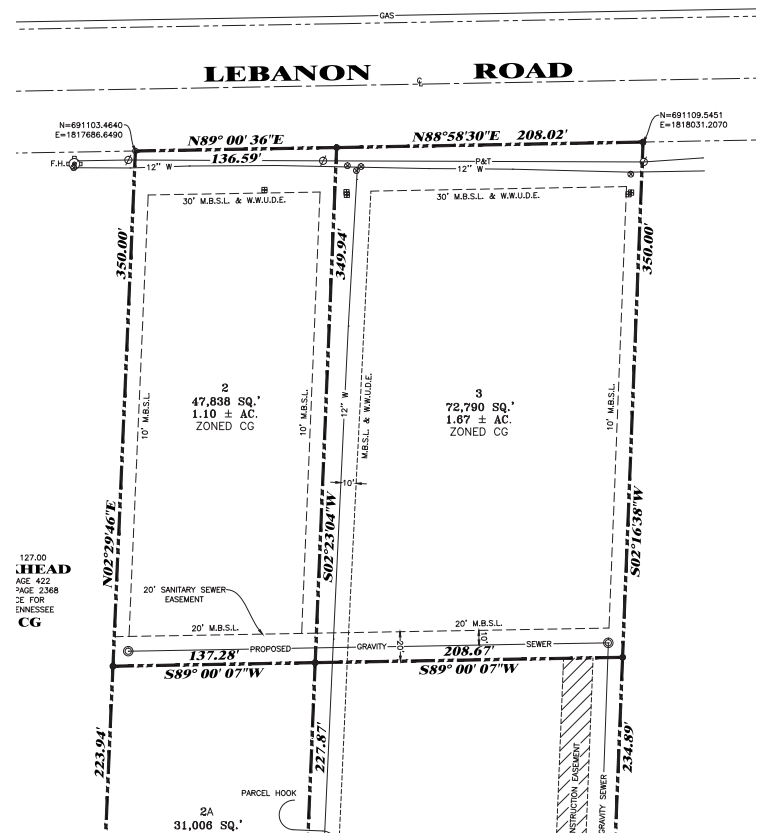 GAS
LEBANON ROAD
℄
N=691103.4640
E=1817686.6490
N=691109.5451
E=1818031.2070
N89° 00' 36"E
N88°58'30"E 208.02'
F.H.
12" W
136.59'
P&T
12" W
30' M.B.S.L. & W.W.U.D.E.
30' M.B.S.L. & W.W.U.D.E.
350.00'
349.94'
350.00'
2
47,838 SQ.'
1.10 ± AC.
ZONED CG
3
72,790 SQ.'
1.67 ± AC.
ZONED CG
10' M.B.S.L.
10' M.B.S.L.
12" W
M.B.S.L. & W.W.U.D.E.
10' M.B.S.L.
10'
N02°29'46"E
S02°23'04"W
S02°16'38"W
127.00
KHEAD
AGE 422
PAGE 2368
CE FOR
ENNESSEE
CG
20' SANITARY SEWER
EASEMENT
20' M.B.S.L.
20' M.B.S.L.
20'
10'
PROPOSED GRAVITY SEWER
137.28'
208.67'
S89° 00' 07"W
S89° 00' 07"W
223.94'
227.87'
234.89'
NSTRUCTION EASEMENT
GRAVITY SEWER
PARCEL HOOK
2A
31,006 SQ.'